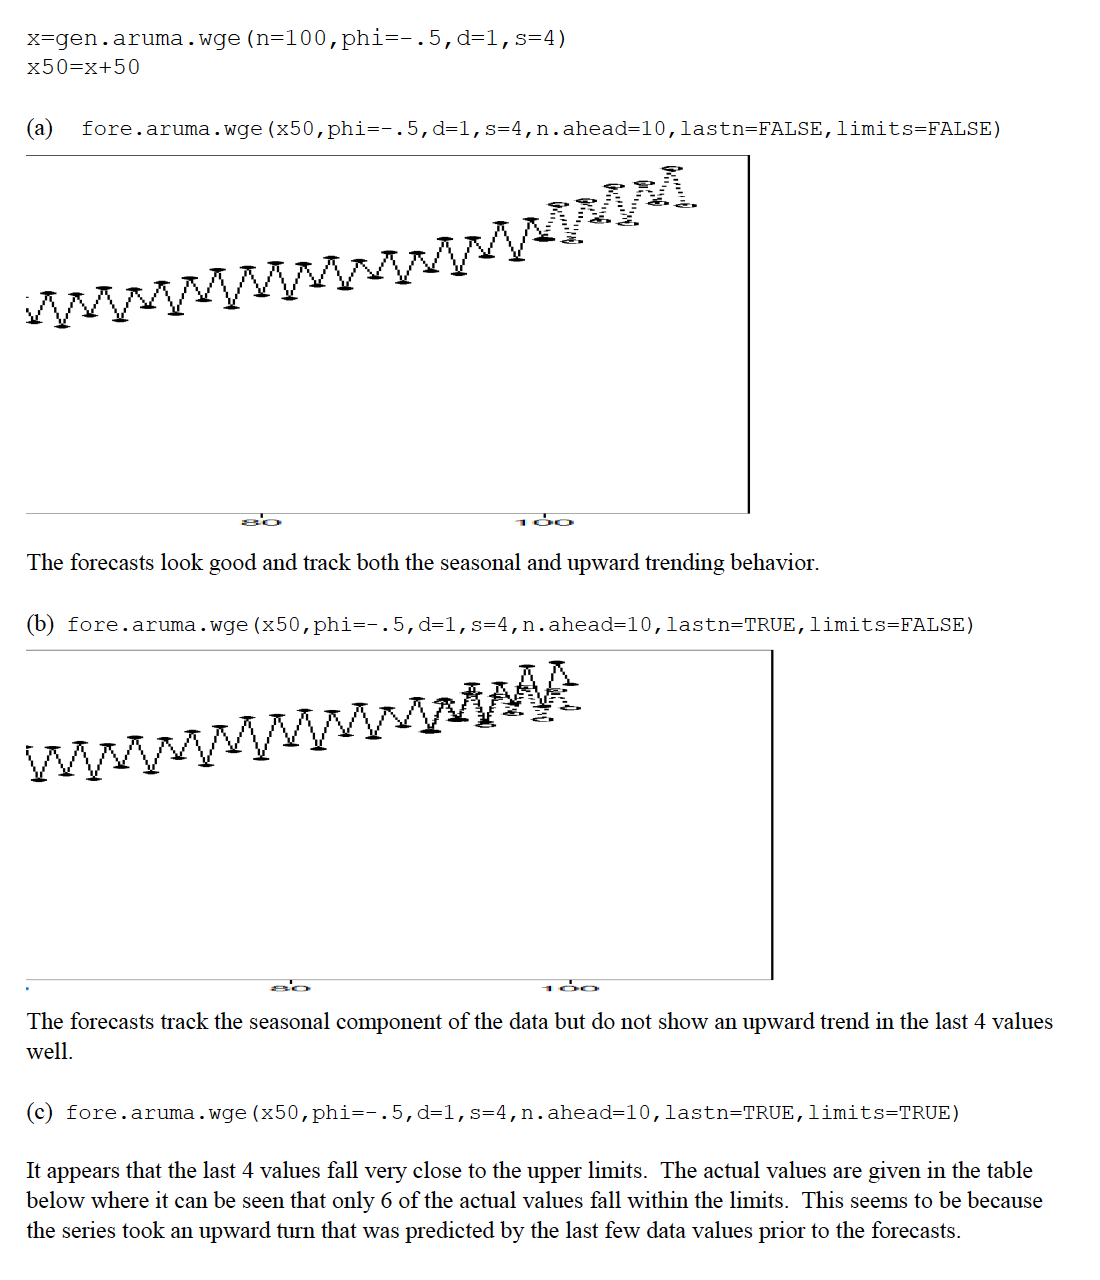 x=gen.aruma.wge(n=100,phi=-.5,d=1,s=4)
x50=x+50
(a) fore.aruma.wge(x50,phi=-.5,d=1,s=4,n.ahead=10,lastn=FALSE,limits=FALSE)
80 100
The forecasts look good and track both the seasonal and upward trending behavior.
(b) fore.aruma.wge(x50,phi=-.5,d=1,s=4,n.ahead=10,lastn=TRUE,limits=FALSE)
80 100
The forecasts track the seasonal component of the data but do not show an upward trend in the last 4 values
well.
(c) fore.aruma.wge(x50,phi=-.5,d=1,s=4,n.ahead=10,lastn=TRUE,limits=TRUE)
It appears that the last 4 values fall very close to the upper limits.  The actual values are given in the table
below where it can be seen that only 6 of the actual values fall within the limits.  This seems to be because
the series took an upward turn that was predicted by the last few data values prior to the forecasts.